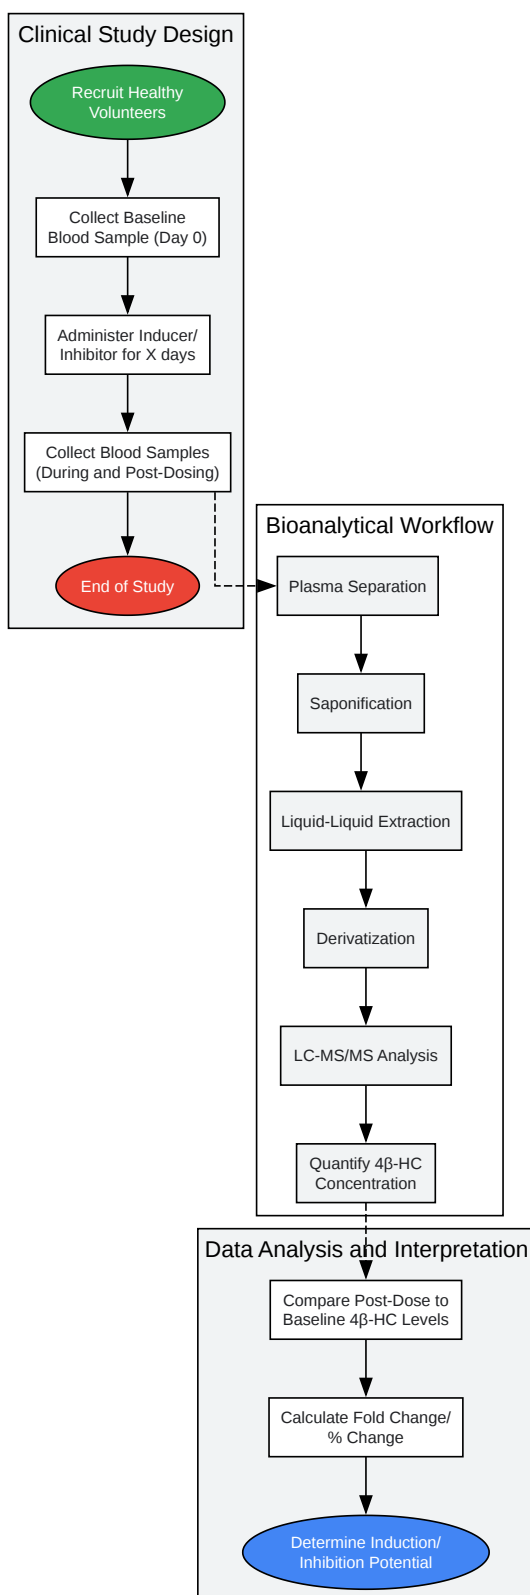 Clinical Study Design
Recruit Healthy
Volunteers
Collect Baseline
Blood Sample (Day 0)
Administer Inducer/
Inhibitor for X days
Collect Blood Samples
(During and Post-Dosing)
End of Study
Bioanalytical Workflow
Plasma Separation
Saponification
Liquid-Liquid Extraction
Derivatization
LC-MS/MS Analysis
Quantify 4β-HC
Concentration
Data Analysis and Interpretation
Compare Post-Dose to
Baseline 4β-HC Levels
Calculate Fold Change/
% Change
Determine Induction/
Inhibition Potential